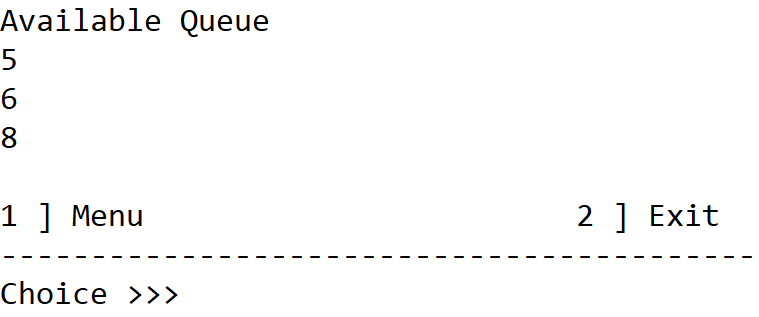 Available Queue
5
6
8
1 ] Menu                        2 ] Exit
------------------------------------------
Choice >>>